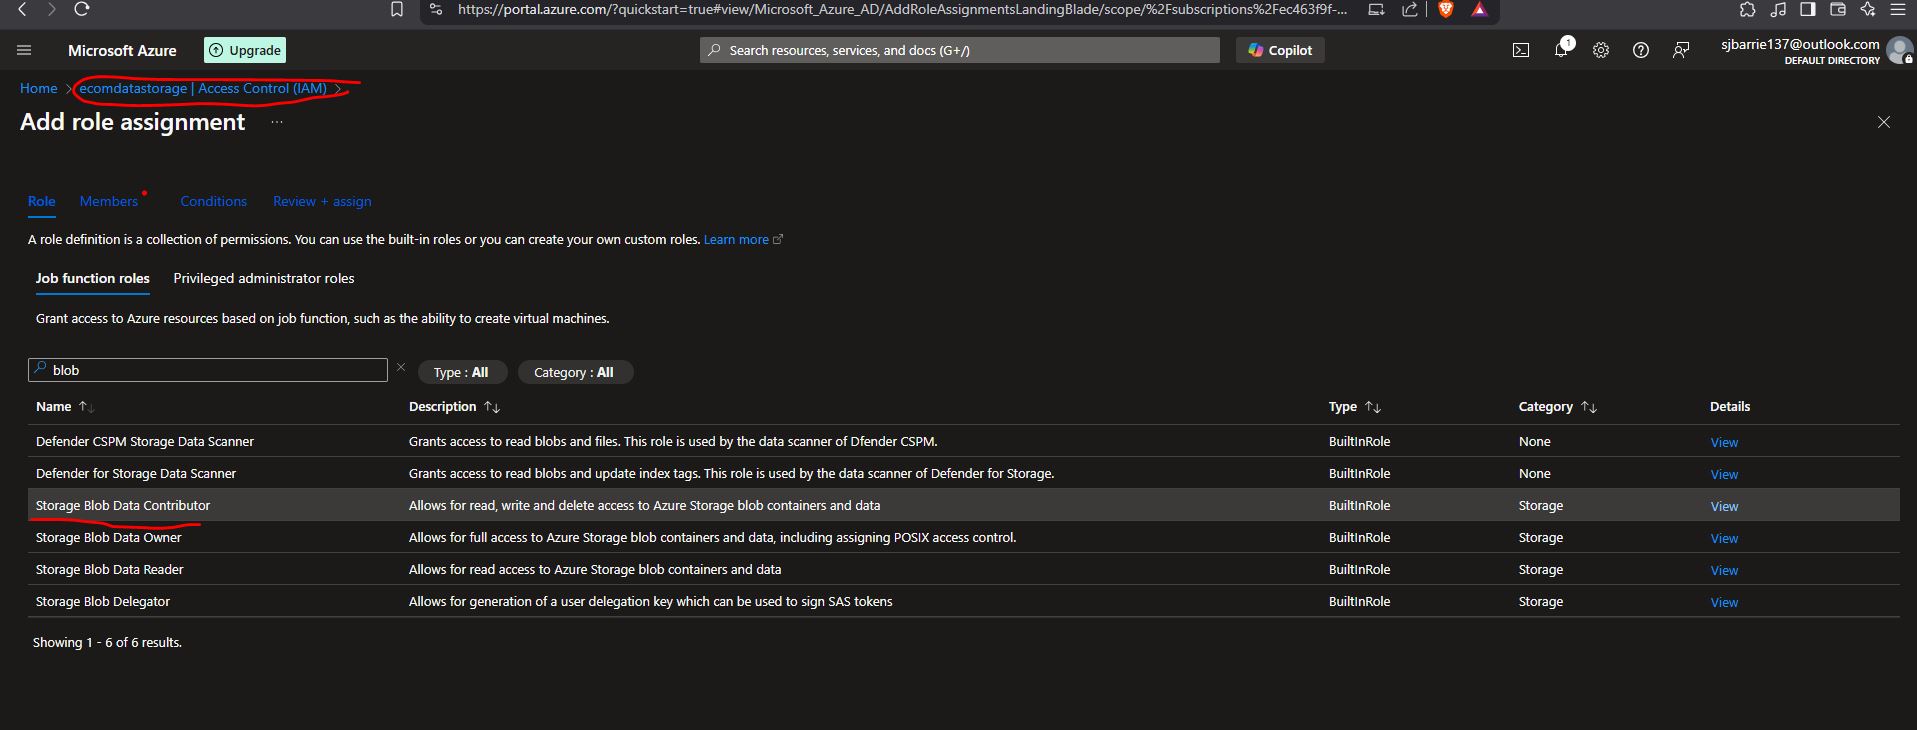 https://portal.azure.com/?quickstart=true#view/Microsoft_Azure_AD/AddRoleAssignmentsLandingBlade/scope/%2Fsubscriptions%2Fec463f9f-...
Microsoft Azure Upgrade Search resources, services, and docs (G+/) Copilot 1 sjbarrie137@outlook.com
DEFAULT DIRECTORY
Home > ecomdatastorage | Access Control (IAM) >
Add role assignment ...
Role Members Conditions Review + assign
A role definition is a collection of permissions. You can use the built-in roles or you can create your own custom roles. Learn more
Job function roles Privileged administrator roles
Grant access to Azure resources based on job function, such as the ability to create virtual machines.
blob Type : All Category : All
Name Description Type Category Details
Defender CSPM Storage Data Scanner Grants access to read blobs and files. This role is used by the data scanner of Dfender CSPM. BuiltInRole None View
Defender for Storage Data Scanner Grants access to read blobs and update index tags. This role is used by the data scanner of Defender for Storage. BuiltInRole None View
Storage Blob Data Contributor Allows for read, write and delete access to Azure Storage blob containers and data BuiltInRole Storage View
Storage Blob Data Owner Allows for full access to Azure Storage blob containers and data, including assigning POSIX access control. BuiltInRole Storage View
Storage Blob Data Reader Allows for read access to Azure Storage blob containers and data BuiltInRole Storage View
Storage Blob Delegator Allows for generation of a user delegation key which can be used to sign SAS tokens BuiltInRole Storage View
Showing 1 - 6 of 6 results.